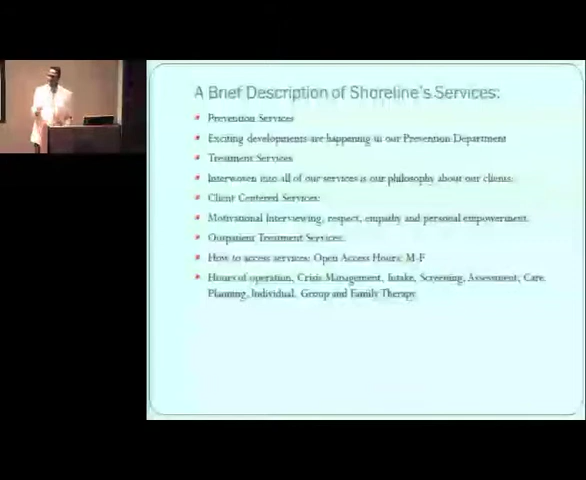 A Brief Description of Shoreline's Services:
Prevention Services
Exciting developments are happening in our Prevention Department
Treatment Services
Interwoven into all of our services is our philosophy about our clients:
Client Centered Services:
Motivational Interviewing, respect, empathy and personal empowerment.
Outpatient Treatment Services:
How to access services: Open Access Hours: M-F
Hours of operation, Crisis Management, Intake, Screening, Assessment, Care
Planning, Individual, Group and Family Therapy